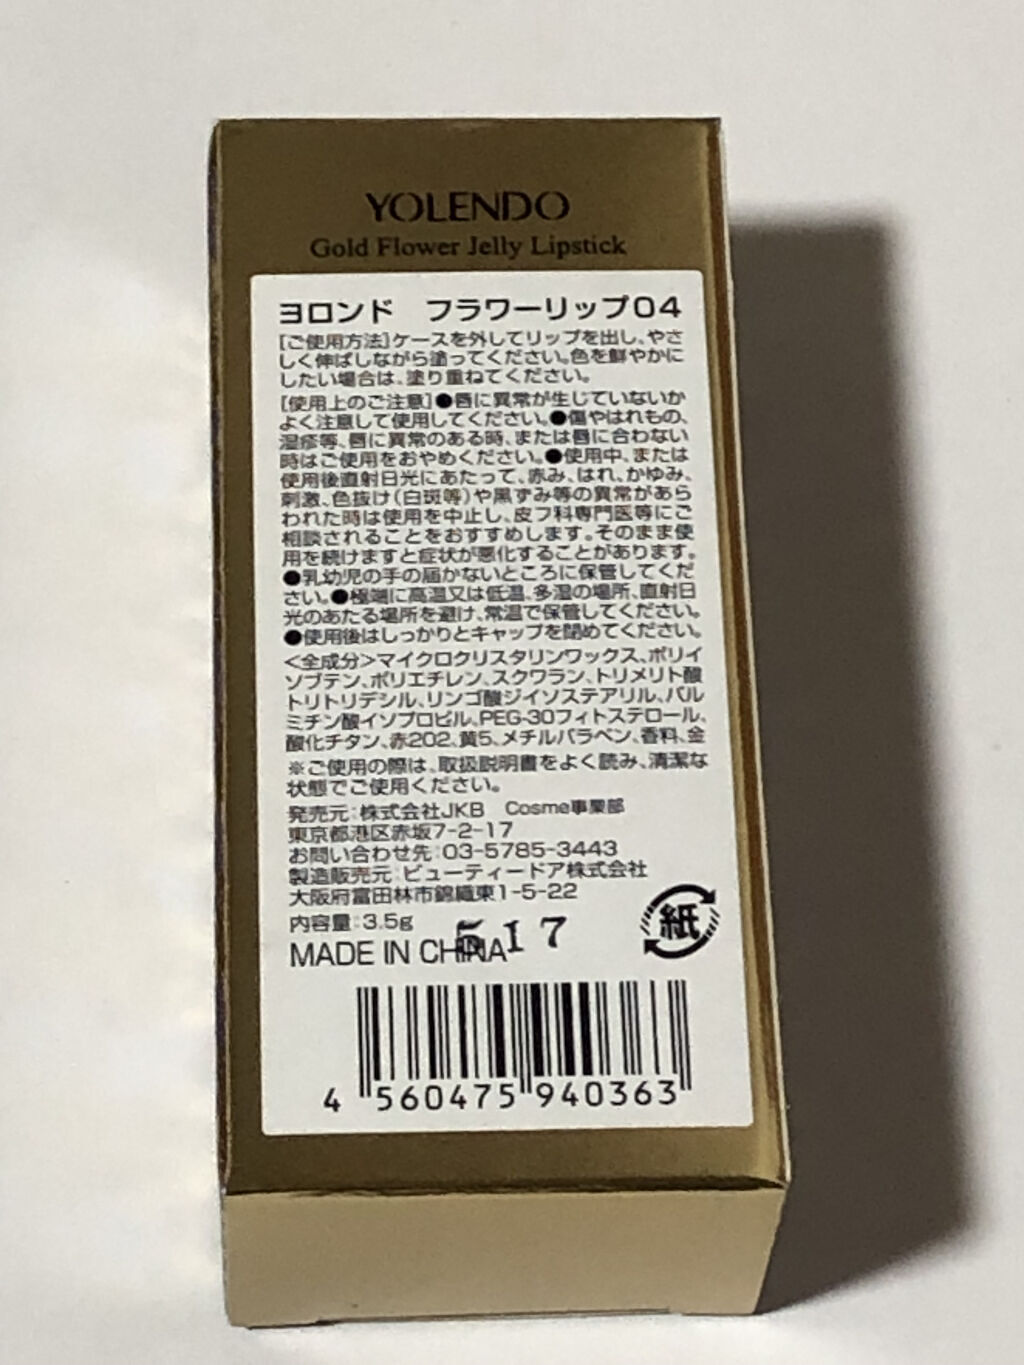 YOLENDO
Gold Flower Jelly Lipstick
ヨロンド　フラワーリップ04
[ご使用方法]ケースを外してリップを出し、やさ
しく伸ばしながら塗ってください。色を鮮やかに
したい場合は、塗り重ねてください。
[使用上のご注意]●唇に異常が生じていないか
よく注意して使用してください。●傷やはれもの、
湿疹等、唇に異常のある時、または唇に合わない
時はご使用をおやめください。●使用中、または
使用後直射日光にあたって、赤み、はれ、かゆみ、
刺激、色抜け(白斑等)や黒ずみ等の異常があら
われた時は使用を中止し、皮フ科専門医等にご
相談されることをおすすめします。そのまま使
用を続けますと症状が悪化することがあります。
●乳幼児の手の届かないところに保管してくだ
さい。●極端に高温又は低温、多湿の場所、直射日
光のあたる場所を避け、常温で保管してください。
●使用後はしっかりとキャップを閉めてください。
<全成分>マイクロクリスタリンワックス、ポリイ
ソブテン、ポリエチレン、スクワラン、トリメリト酸
トリトリデシル、リンゴ酸ジイソステアリル、パル
ミチン酸イソプロピル、PEG-30フィトステロール、
酸化チタン、赤202、黄5、メチルパラベン、香料、金
※ご使用の際は、取扱説明書をよく読み、清潔な
状態でご使用ください。
発売元:株式会社JKB　Cosme事業部
東京都港区赤坂7-2-17
お問い合わせ先:03-5785-3443
製造販売元:ビューティードア株式会社
大阪府富田林市錦織東1-5-22
内容量:3.5g
517
MADE IN CHINA
紙
4 560475 940363